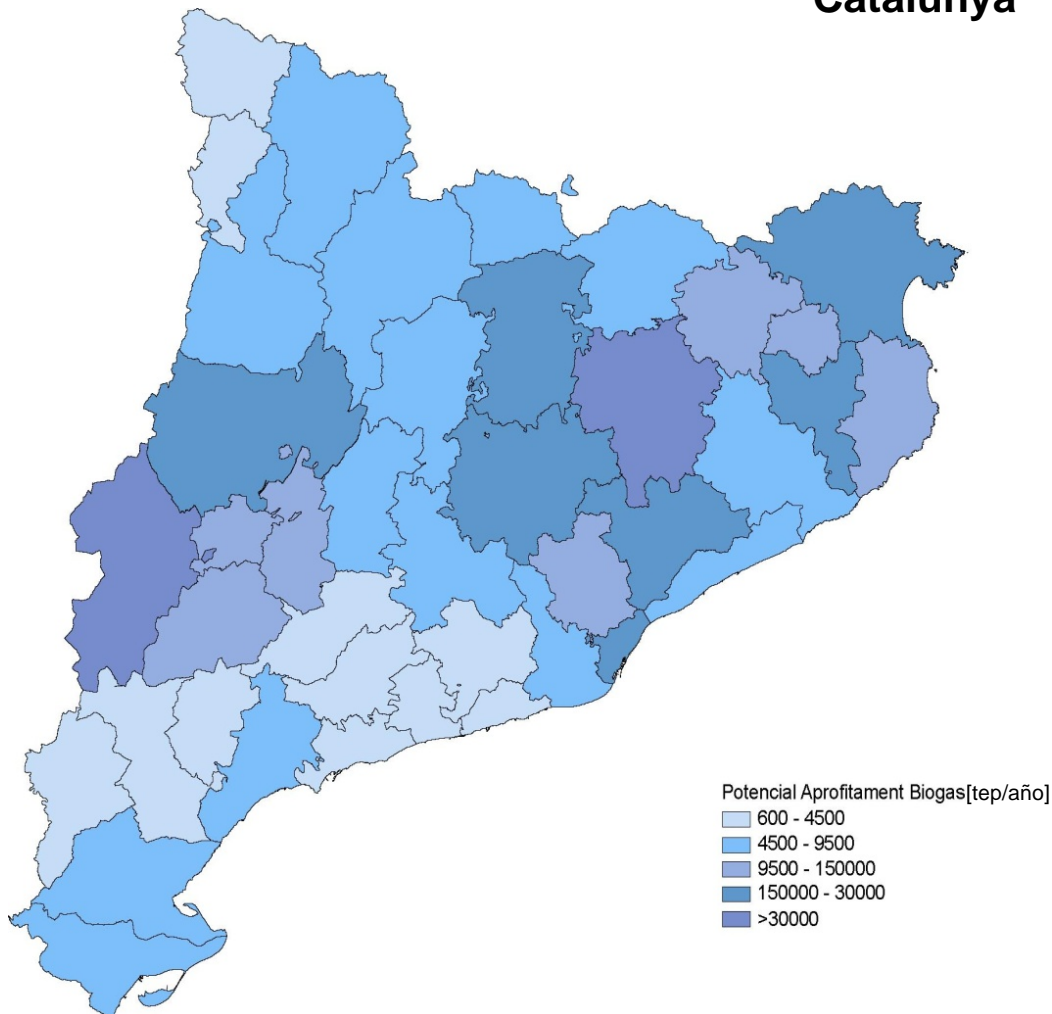 Catalunya
Potencial Aprofitament Biogas[tep/año]
600 - 4500
4500 - 9500
9500 - 150000
150000 - 30000
>30000